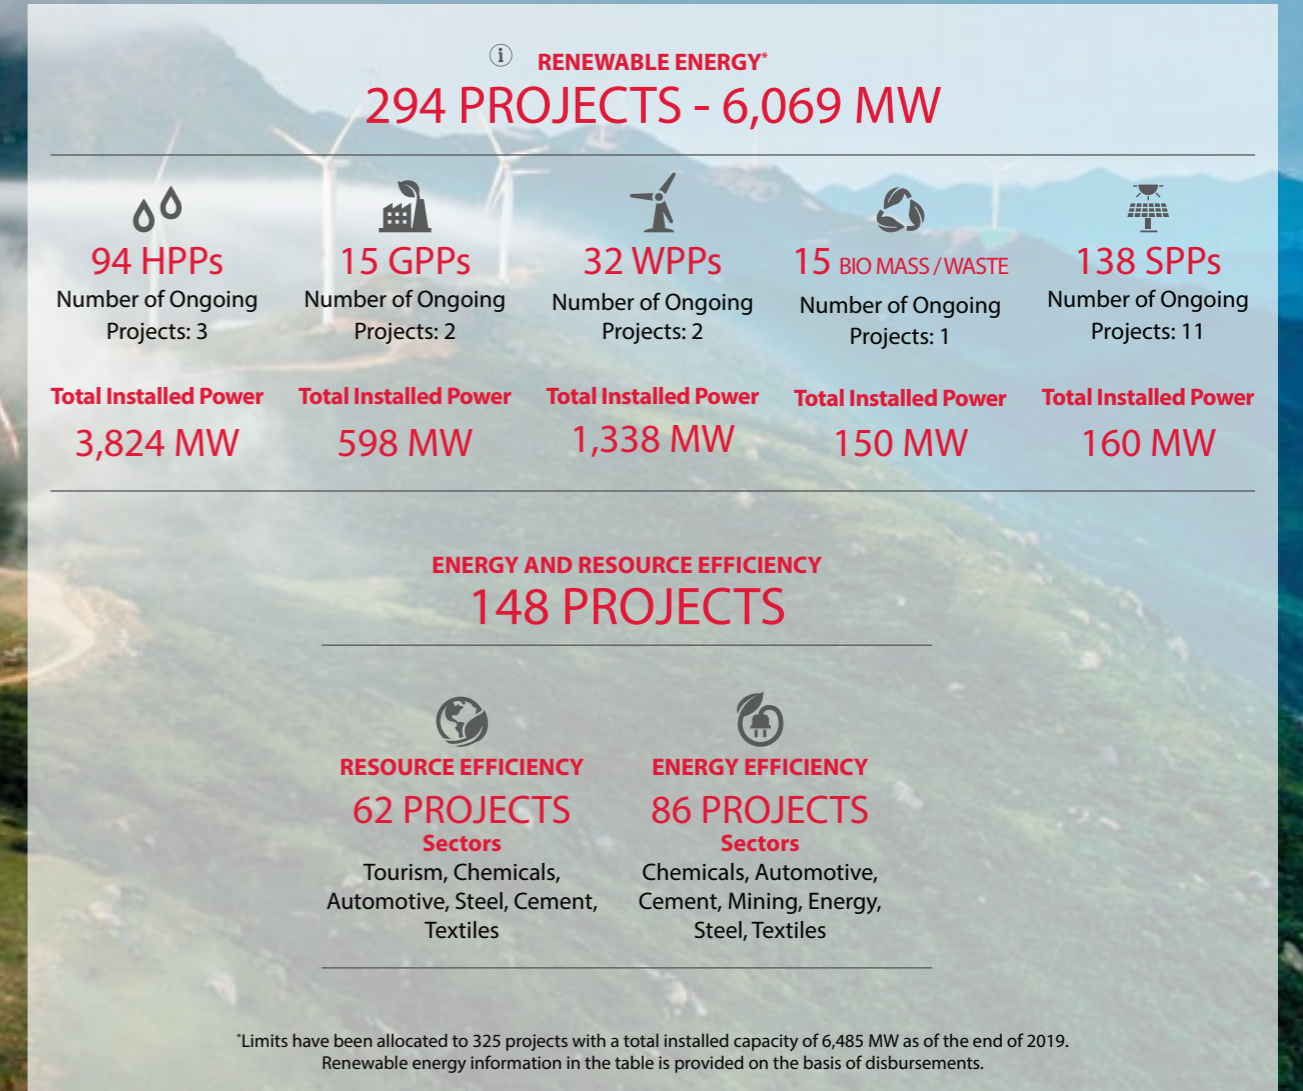 RENEWABLE ENERGY*
294 PROJECTS - 6,069 MW
94 HPPs
Number of Ongoing
Projects: 3
Total Installed Power
3,824 MW
15 GPPs
Number of Ongoing
Projects: 2
Total Installed Power
598 MW
32 WPPs
Number of Ongoing
Projects: 2
Total Installed Power
1,338 MW
15 BIO MASS / WASTE
Number of Ongoing
Projects: 1
Total Installed Power
150 MW
138 SPPs
Number of Ongoing
Projects: 11
Total Installed Power
160 MW
ENERGY AND RESOURCE EFFICIENCY
148 PROJECTS
RESOURCE EFFICIENCY
62 PROJECTS
Sectors
Tourism, Chemicals,
Automotive, Steel, Cement,
Textiles
ENERGY EFFICIENCY
86 PROJECTS
Sectors
Chemicals, Automotive,
Cement, Mining, Energy,
Steel, Textiles
*Limits have been allocated to 325 projects with a total installed capacity of 6,485 MW as of the end of 2019.
Renewable energy information in the table is provided on the basis of disbursements.